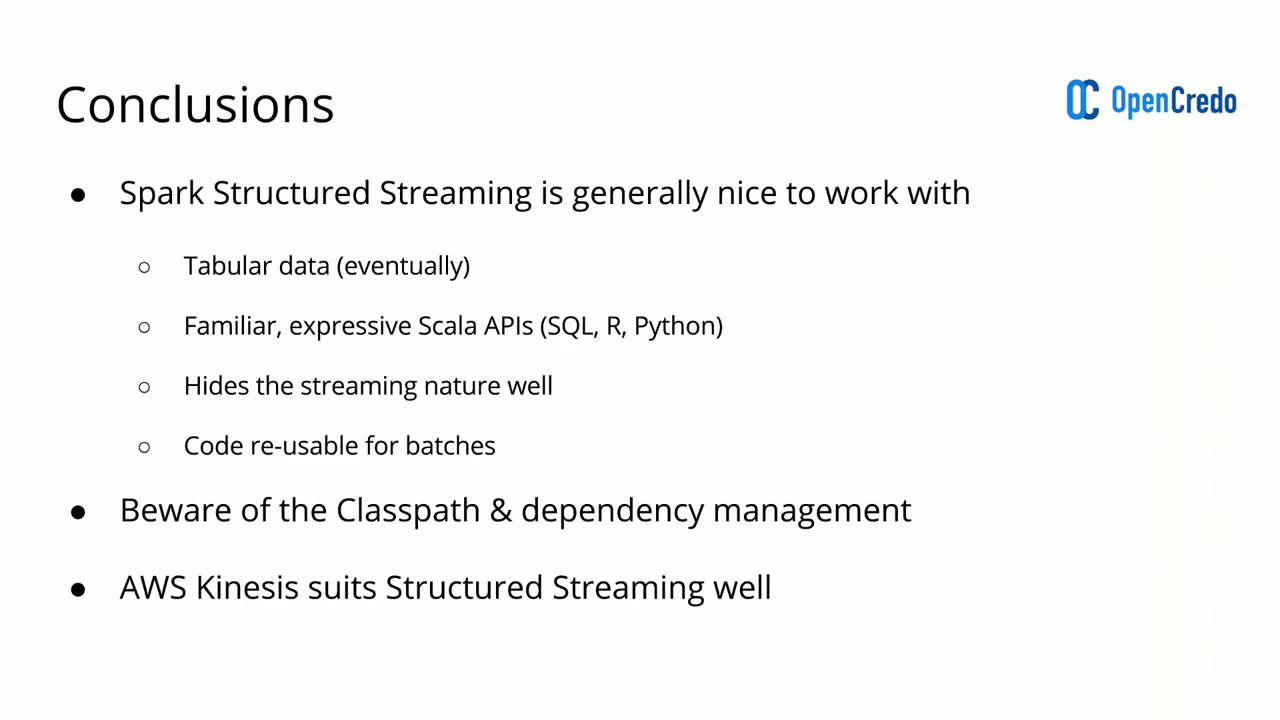 Conclusions
OpenCredo
● Spark Structured Streaming is generally nice to work with
○ Tabular data (eventually)
○ Familiar, expressive Scala APIs (SQL, R, Python)
○ Hides the streaming nature well
○ Code re-usable for batches
● Beware of the Classpath & dependency management
● AWS Kinesis suits Structured Streaming well